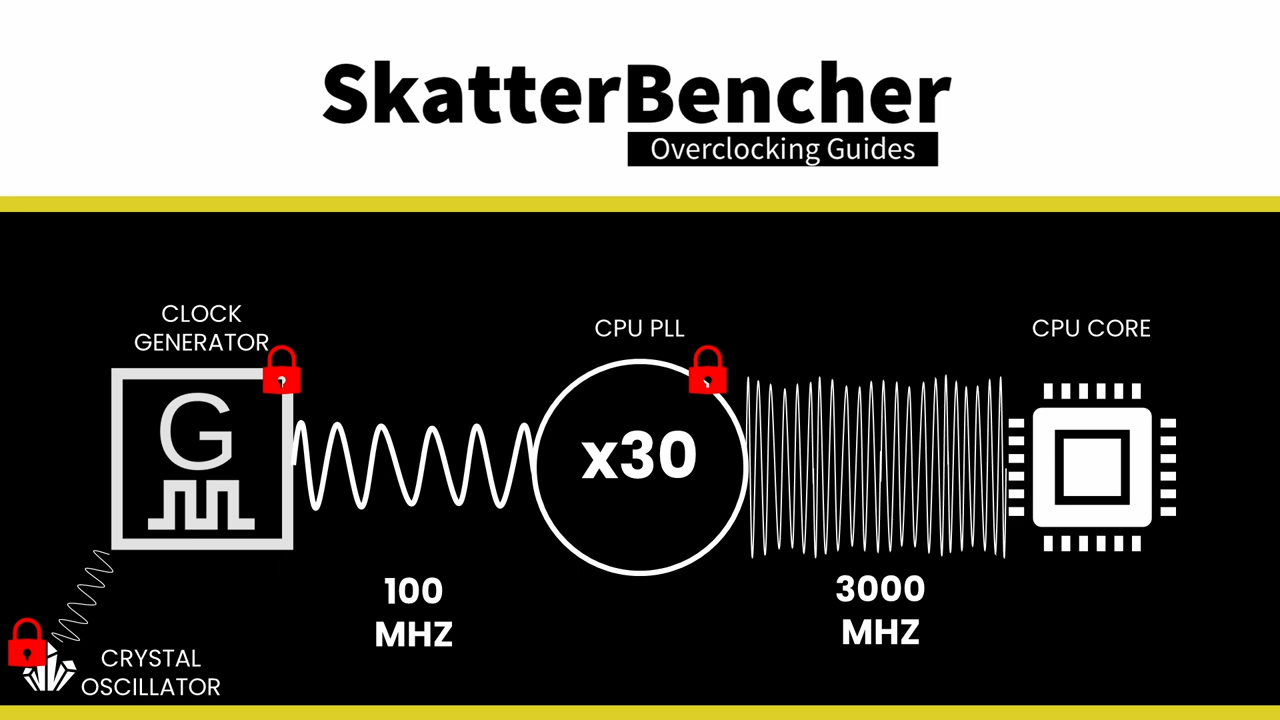 SkatterBencher
Overclocking Guides
CLOCK
GENERATOR
CPU PLL
CPU CORE
G
x30
100
MHZ
3000
MHZ
CRYSTAL
OSCILLATOR